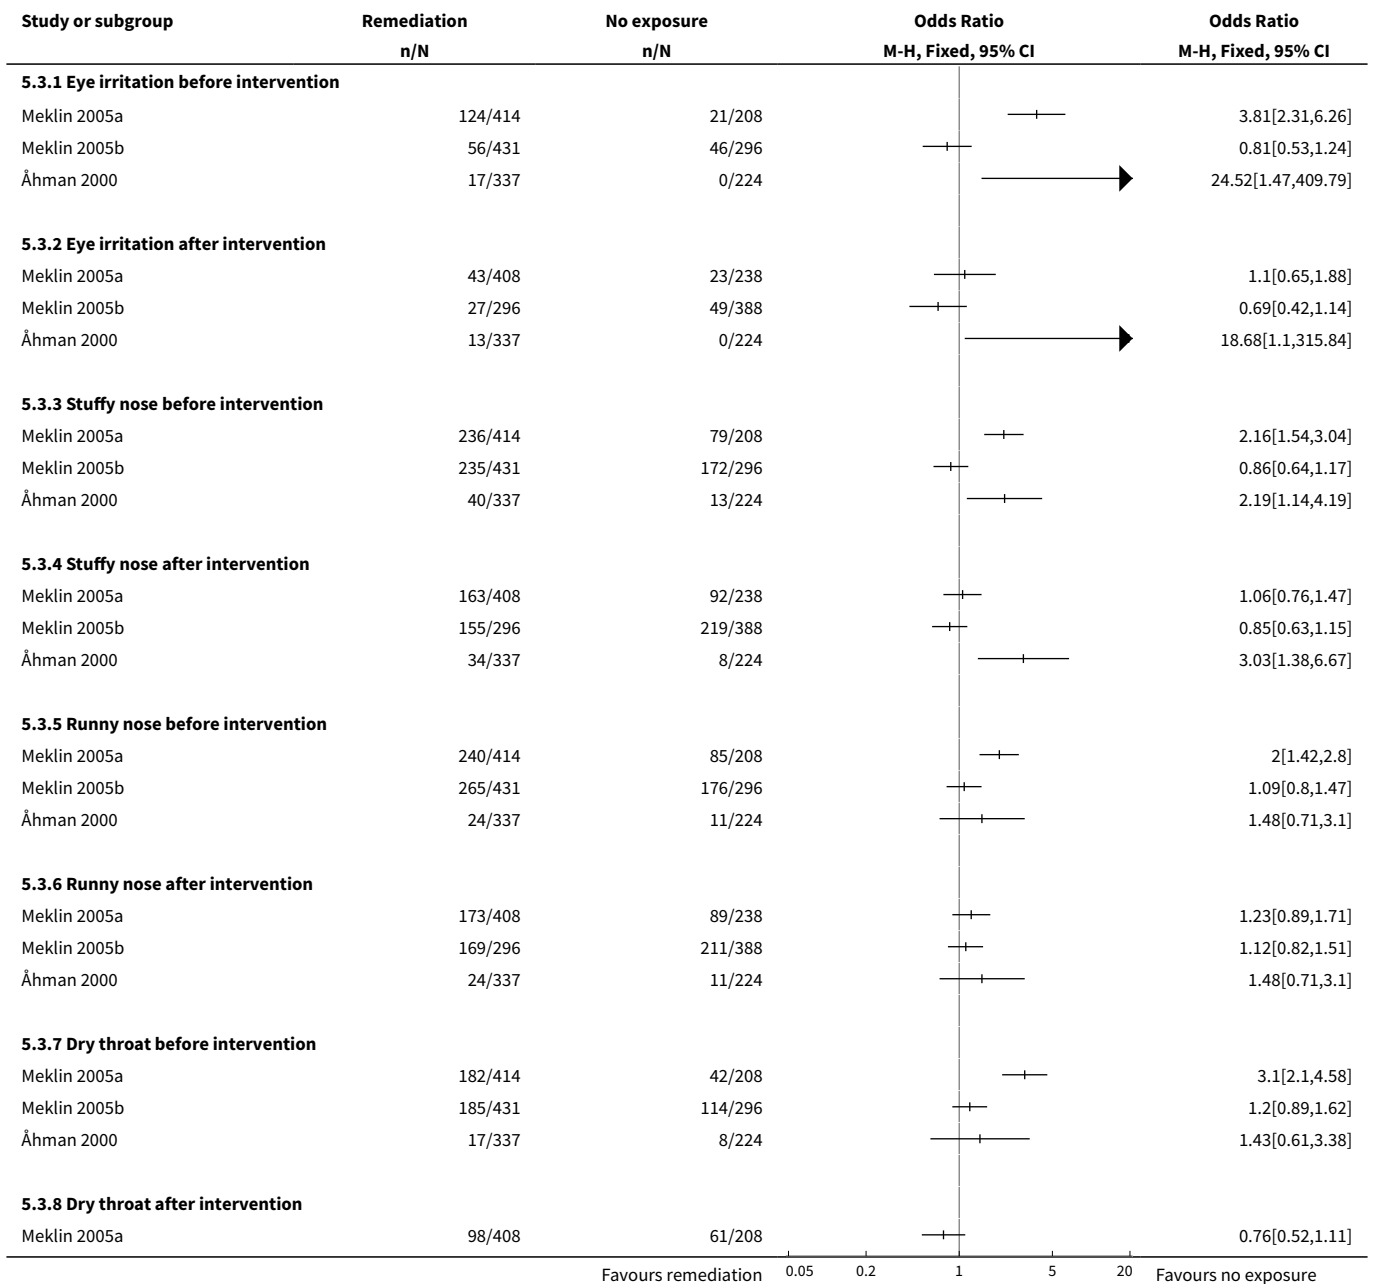 Study or subgroup Remediation No exposure Odds Ratio Odds Ratio
n/N n/N M-H, Fixed, 95% CI M-H, Fixed, 95% CI
5.3.1 Eye irritation before intervention
Meklin 2005a 124/414 21/208 3.81[2.31,6.26]
Meklin 2005b 56/431 46/296 0.81[0.53,1.24]
Åhman 2000 17/337 0/224 24.52[1.47,409.79]
5.3.2 Eye irritation after intervention
Meklin 2005a 43/408 23/238 1.1[0.65,1.88]
Meklin 2005b 27/296 49/388 0.69[0.42,1.14]
Åhman 2000 13/337 0/224 18.68[1.1,315.84]
5.3.3 Stuffy nose before intervention
Meklin 2005a 236/414 79/208 2.16[1.54,3.04]
Meklin 2005b 235/431 172/296 0.86[0.64,1.17]
Åhman 2000 40/337 13/224 2.19[1.14,4.19]
5.3.4 Stuffy nose after intervention
Meklin 2005a 163/408 92/238 1.06[0.76,1.47]
Meklin 2005b 155/296 219/388 0.85[0.63,1.15]
Åhman 2000 34/337 8/224 3.03[1.38,6.67]
5.3.5 Runny nose before intervention
Meklin 2005a 240/414 85/208 2[1.42,2.8]
Meklin 2005b 265/431 176/296 1.09[0.8,1.47]
Åhman 2000 24/337 11/224 1.48[0.71,3.1]
5.3.6 Runny nose after intervention
Meklin 2005a 173/408 89/238 1.23[0.89,1.71]
Meklin 2005b 169/296 211/388 1.12[0.82,1.51]
Åhman 2000 24/337 11/224 1.48[0.71,3.1]
5.3.7 Dry throat before intervention
Meklin 2005a 182/414 42/208 3.1[2.1,4.58]
Meklin 2005b 185/431 114/296 1.2[0.89,1.62]
Åhman 2000 17/337 8/224 1.43[0.61,3.38]
5.3.8 Dry throat after intervention
Meklin 2005a 98/408 61/208 0.76[0.52,1.11]
Favours remediation 0.05 0.2 1 5 20 Favours no exposure